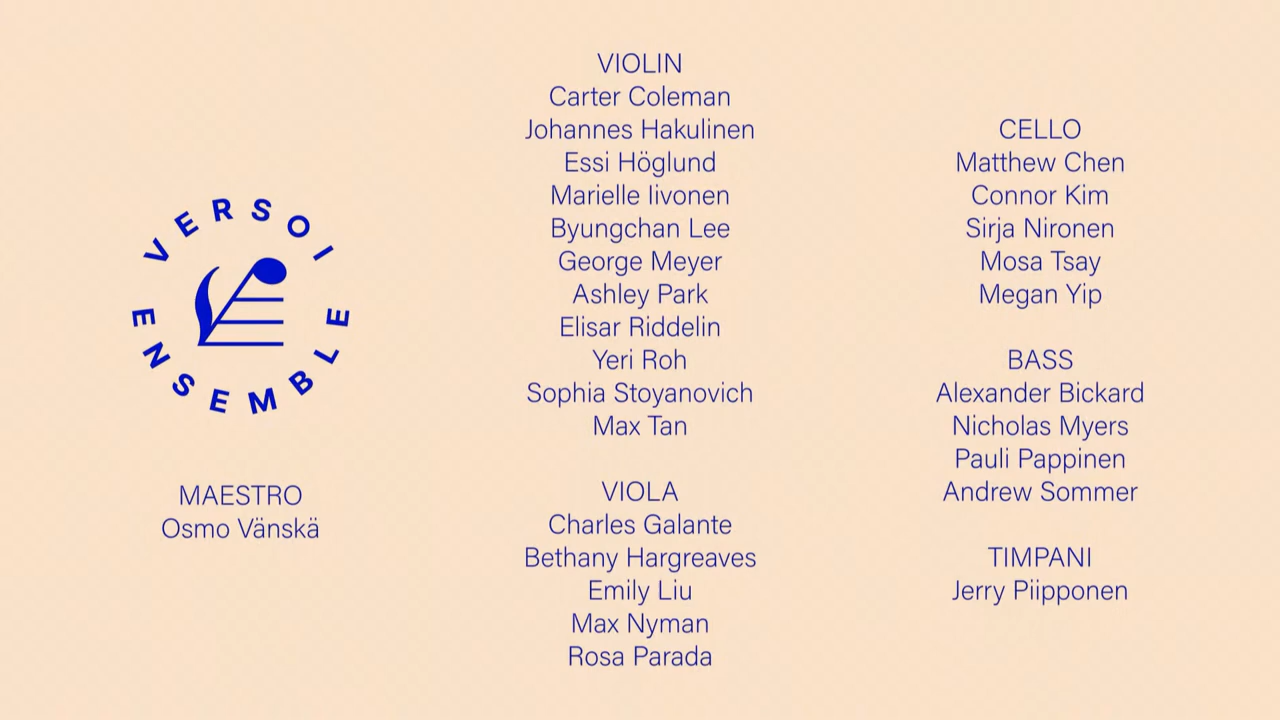 VERSOI
ENSEMBLE
MAESTRO
Osmo Vänskä
VIOLIN
Carter Coleman
Johannes Hakulinen
Essi Höglund
Marielle Iivonen
Byungchan Lee
George Meyer
Ashley Park
Elisar Riddelin
Yeri Roh
Sophia Stoyanovich
Max Tan
VIOLA
Charles Galante
Bethany Hargreaves
Emily Liu
Max Nyman
Rosa Parada
CELLO
Matthew Chen
Connor Kim
Sirja Nironen
Mosa Tsay
Megan Yip
BASS
Alexander Bickard
Nicholas Myers
Pauli Pappinen
Andrew Sommer
TIMPANI
Jerry Piipponen